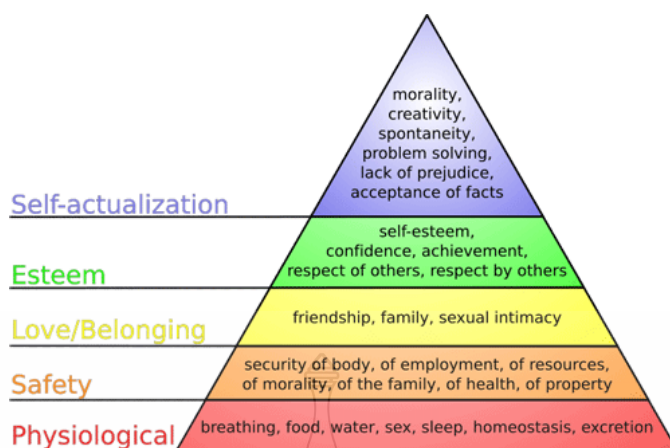 morality,
creativity,
spontaneity,
problem solving,
lack of prejudice,
acceptance of facts
Self-actualization
self-esteem,
confidence, achievement,
respect of others, respect by others
Esteem
friendship, family, sexual intimacy
Love/Belonging
security of body, of employment, of resources,
of morality, of the family, of health, of property
Safety
breathing, food, water, sex, sleep, homeostasis, excretion
Physiological